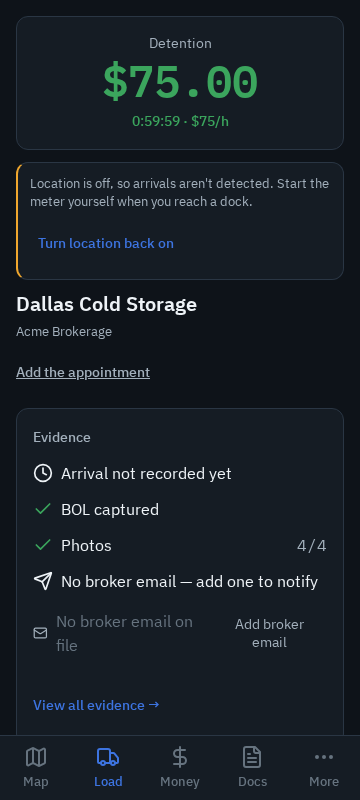 Detention
$75.00
0:59:59 · $75/h
Location is off, so arrivals aren't detected. Start the
meter yourself when you reach a dock.
Turn location back on
Dallas Cold Storage
Acme Brokerage
Add the appointment
Evidence
Arrival not recorded yet
BOL captured
Photos 4/4
No broker email — add one to notify
No broker email on
file
Add broker
email
View all evidence →
Map Load Money Docs More